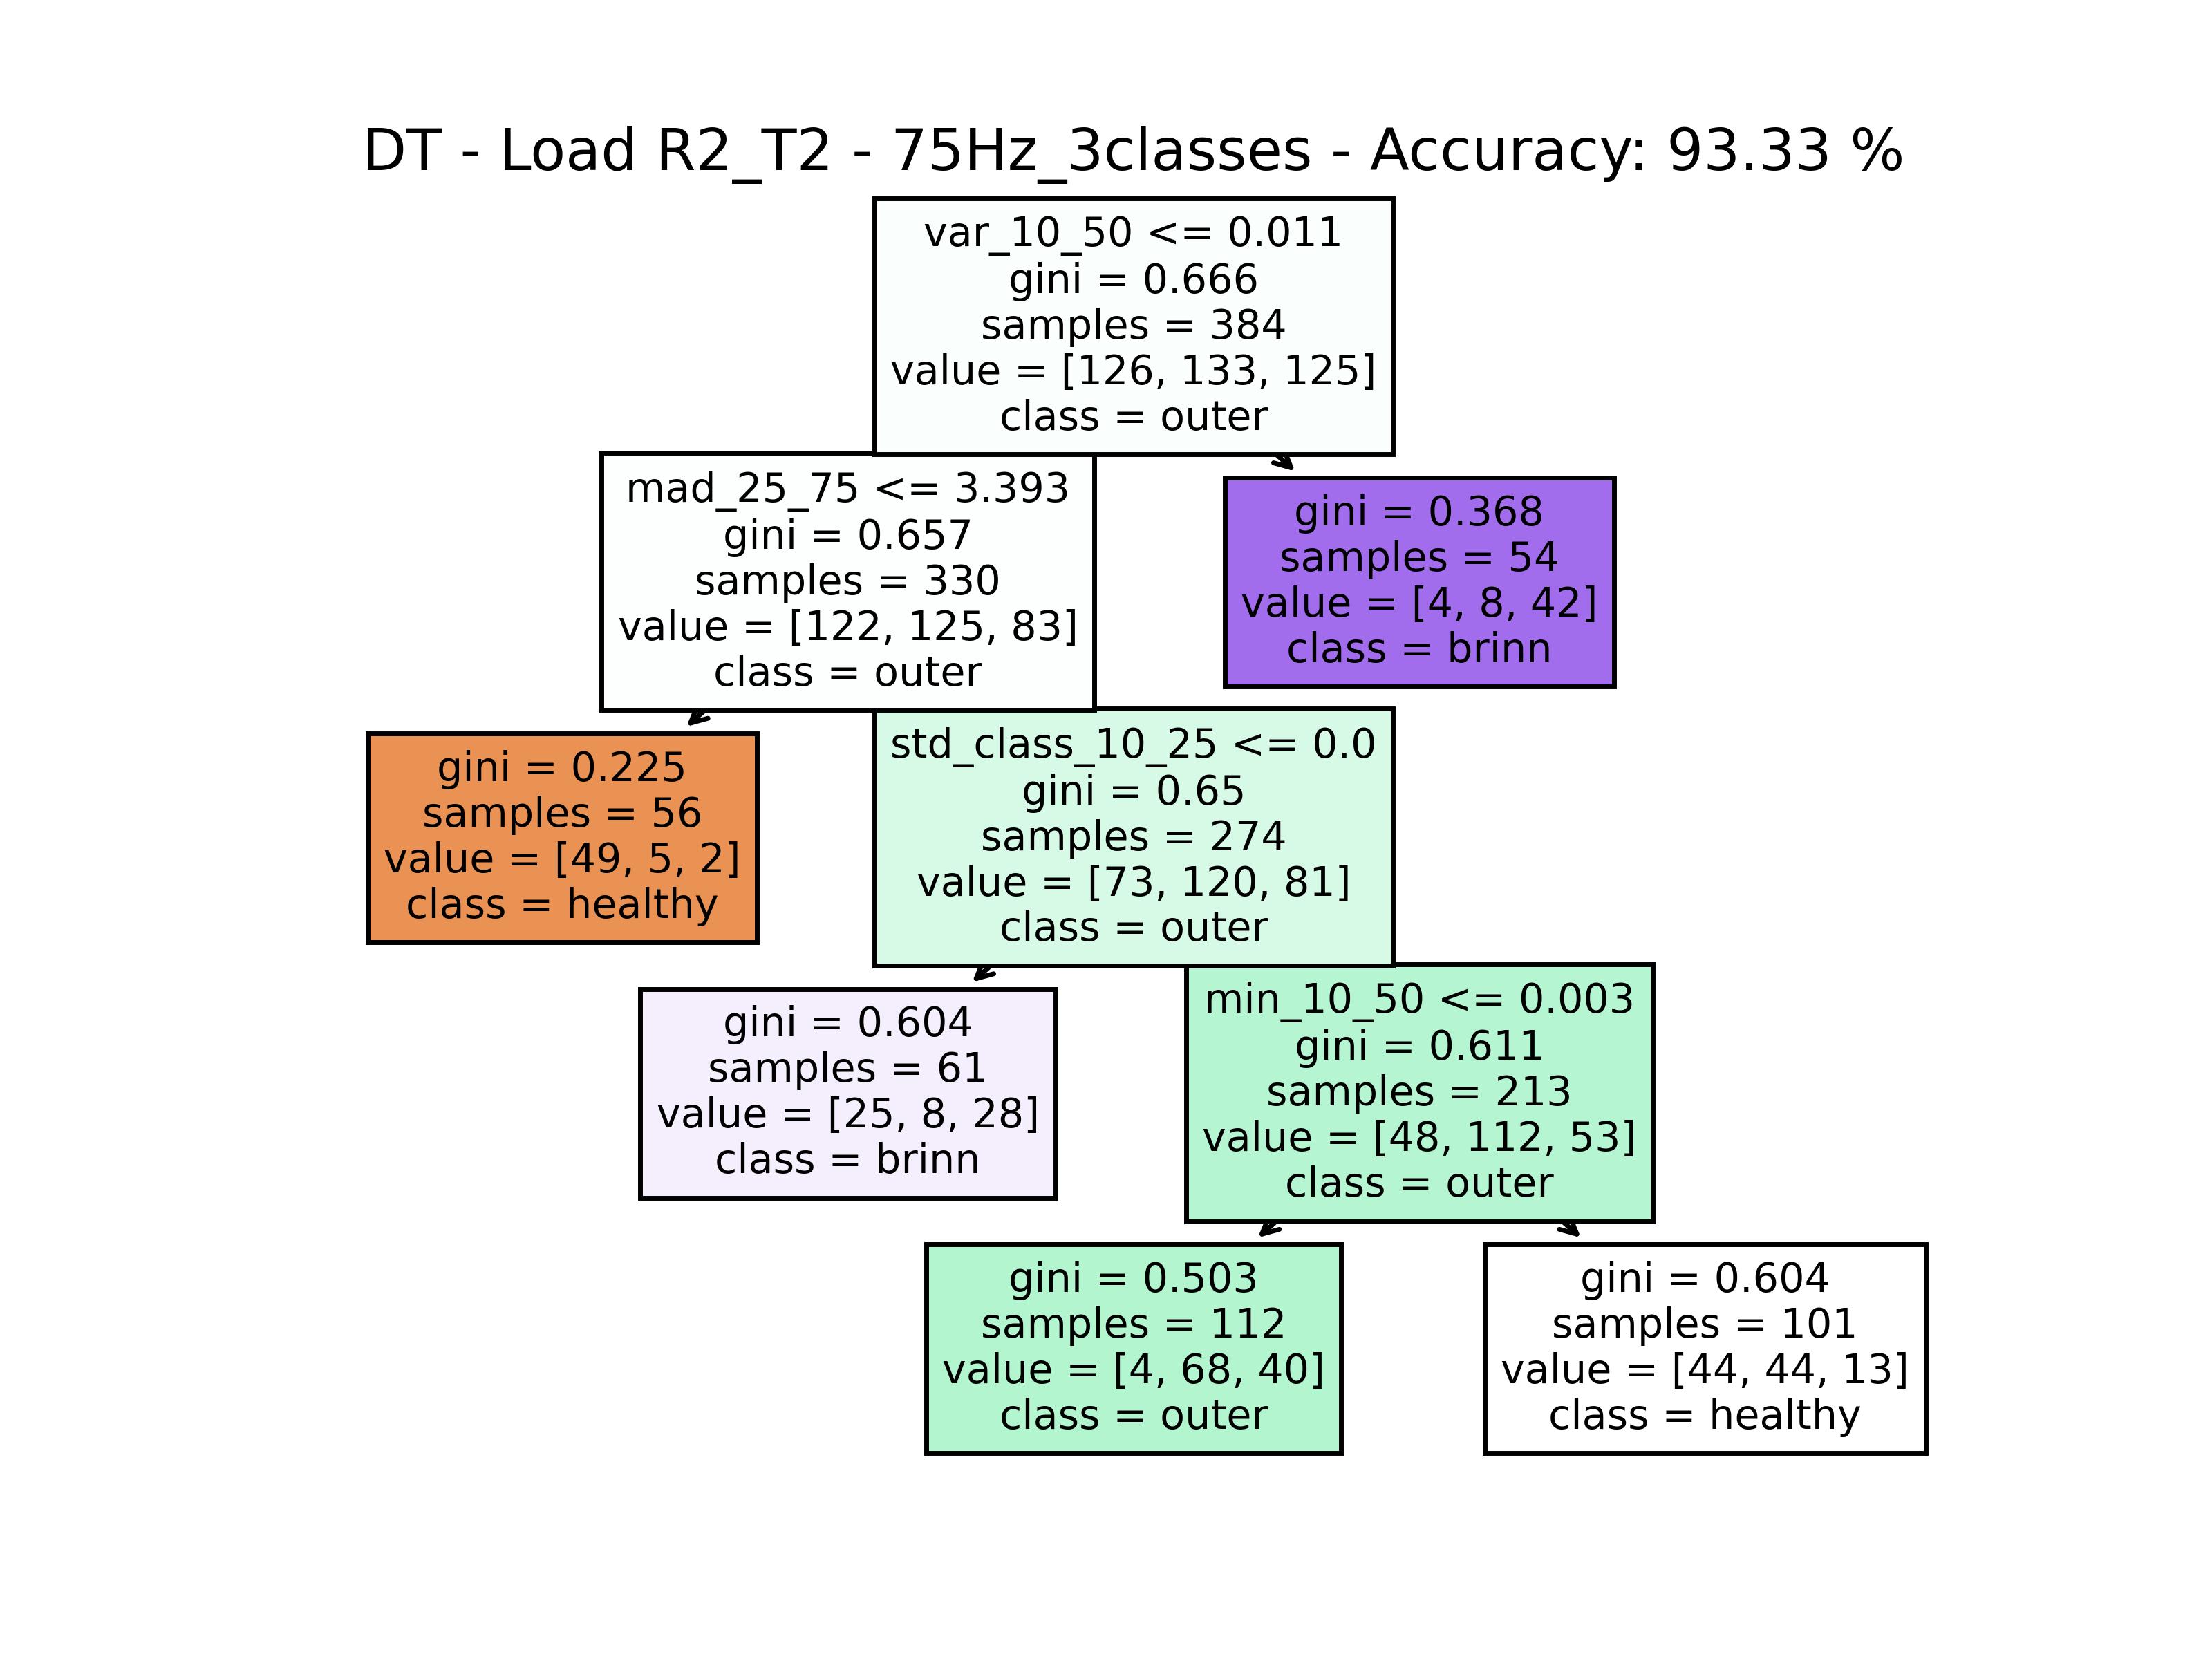 DT - Load R2_T2 - 75Hz_3classes - Accuracy: 93.33 %
var_10_50 <= 0.011
gini = 0.666
samples = 384
value = [126, 133, 125]
class = outer
mad_25_75 <= 3.393
gini = 0.657
samples = 330
value = [122, 125, 83]
class = outer
gini = 0.368
samples = 54
value = [4, 8, 42]
class = brinn
gini = 0.225
samples = 56
value = [49, 5, 2]
class = healthy
std_class_10_25 <= 0.0
gini = 0.65
samples = 274
value = [73, 120, 81]
class = outer
gini = 0.604
samples = 61
value = [25, 8, 28]
class = brinn
min_10_50 <= 0.003
gini = 0.611
samples = 213
value = [48, 112, 53]
class = outer
gini = 0.503
samples = 112
value = [4, 68, 40]
class = outer
gini = 0.604
samples = 101
value = [44, 44, 13]
class = healthy